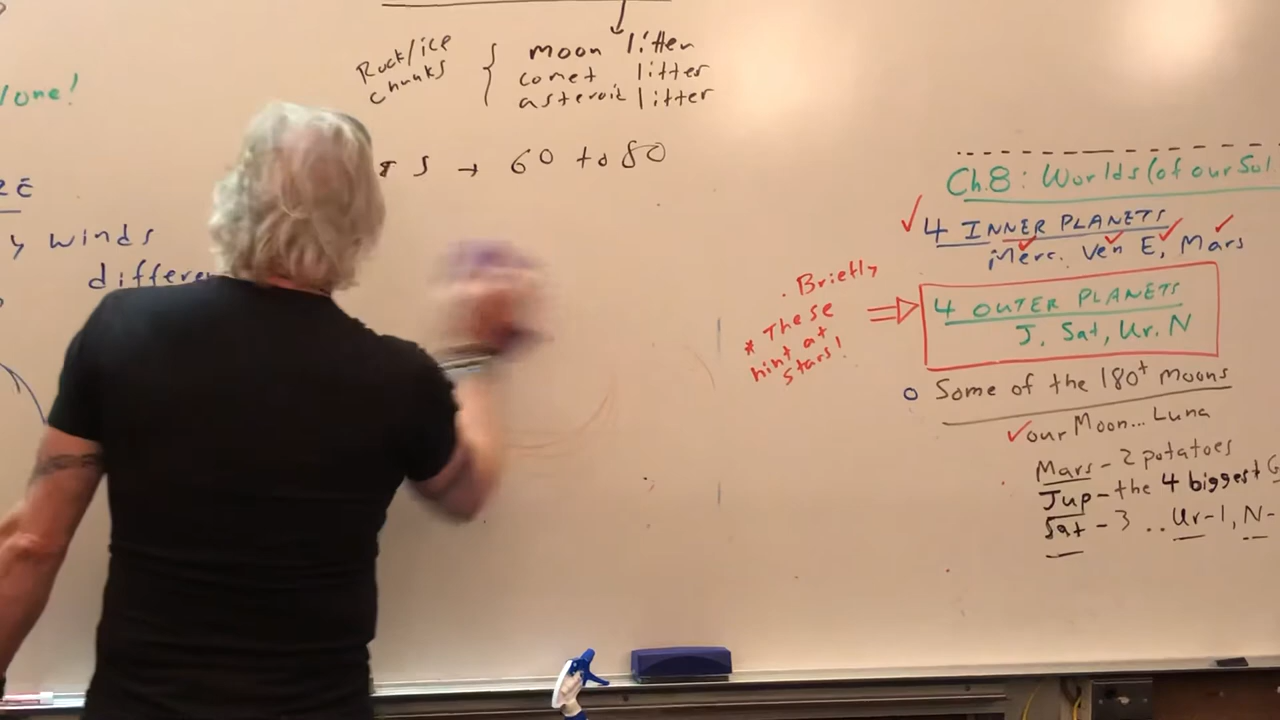 lone!
y winds
differen
Rock/ice
chunks
moon litter
comet litter
asteroid litter
S → 60 to 80
Ch.8: Worlds (of our Sol
✓ 4 INNER PLANETS
Merc. Ven E, Mars
. Briefly
* These
hint at
stars!
4 OUTER PLANETS
J. Sat, Ur. N
Some of the 180+ Moons
✓ our Moon... Luna
Mars - 2 potatoes
Jup - the 4 biggest G
Sat - 3 .. Ur-1, N-